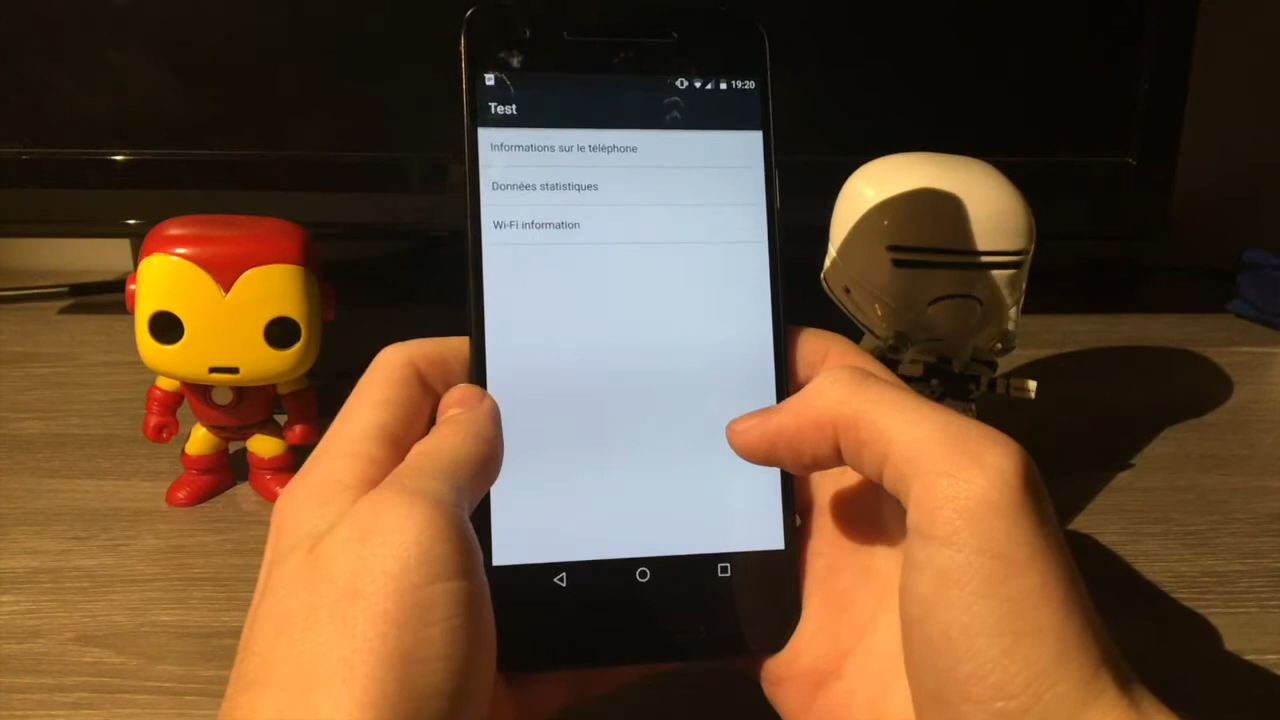 19:20
Test
Informations sur le téléphone
Données statistiques
Wi-Fi information